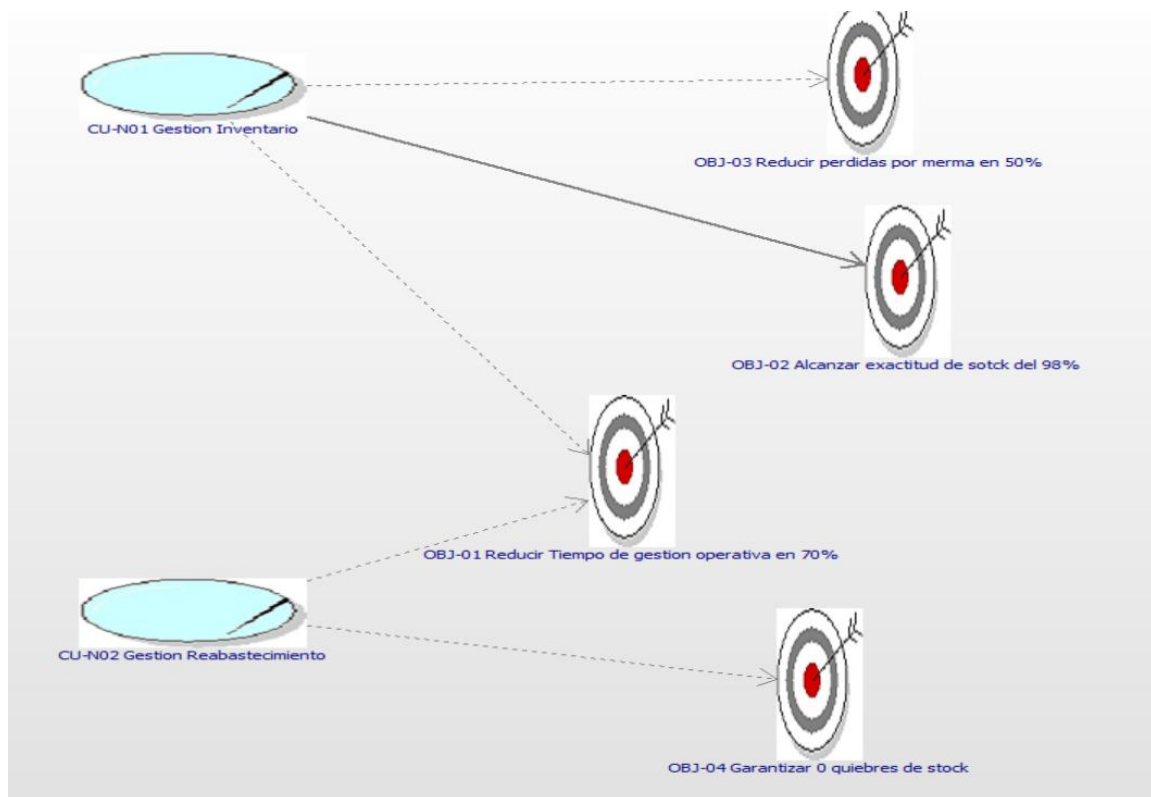 CU-N01 Gestion Inventario
OBJ-03 Reducir perdidas por merma en 50%
OBJ-02 Alcanzar exactitud de sotck del 98%
OBJ-01 Reducir Tiempo de gestion operativa en 70%
CU-N02 Gestion Reabastecimiento
OBJ-04 Garantizar 0 quiebres de stock